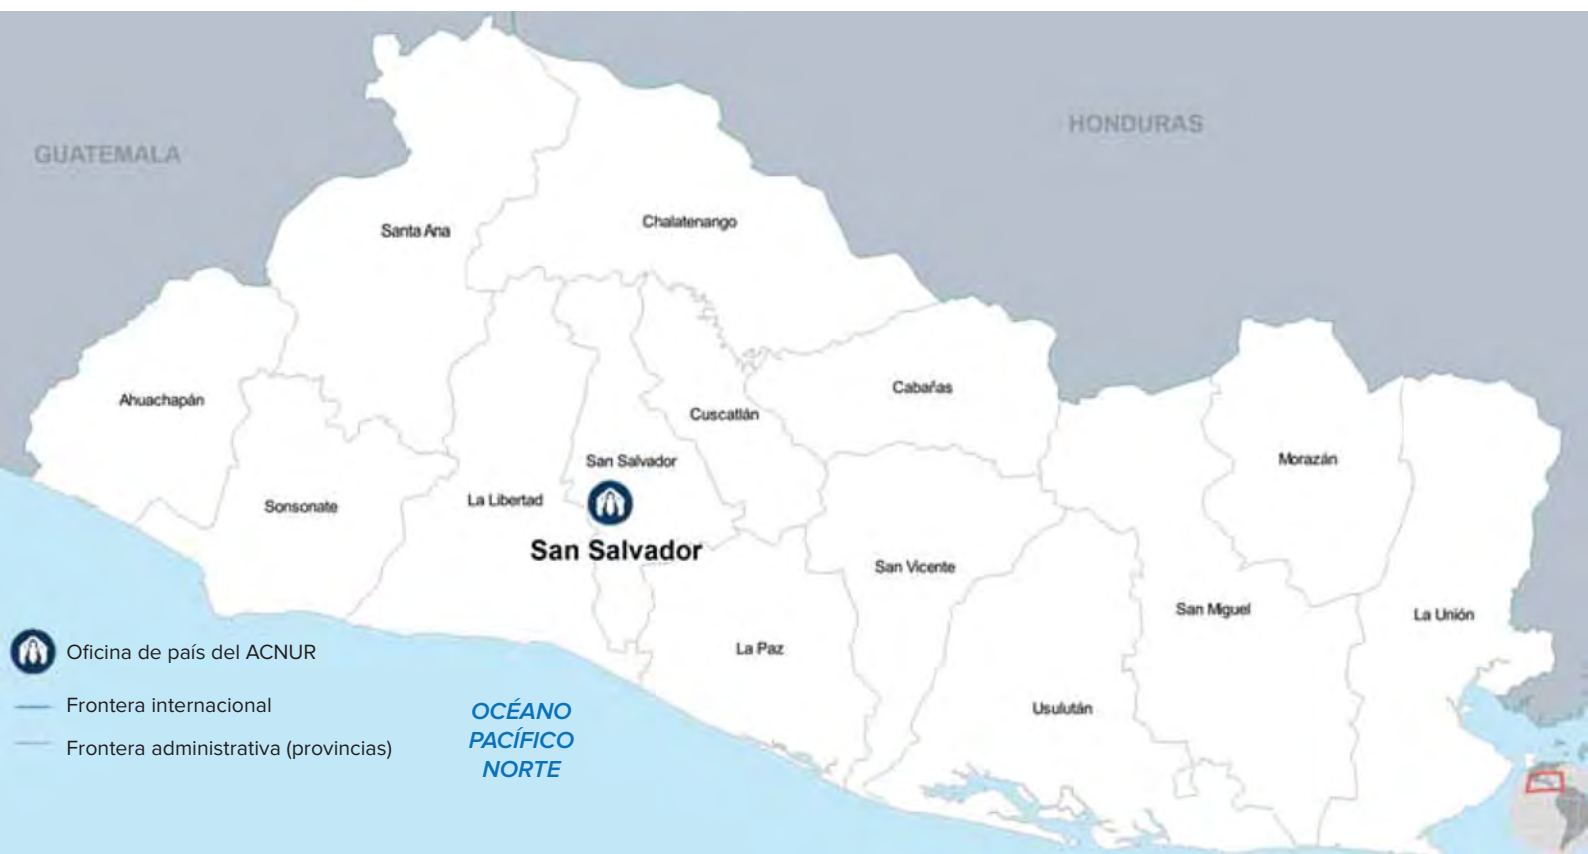 HONDURAS
GUATEMALA
Santa Ana
Chalatenango
Ahuachapán
Cabañas
Cuscatlán
San Salvador
Morazán
Sonsonate
La Libertad
San Salvador
San Vicente
San Miguel
La Unión
La Paz
Usulután
Oficina de país del ACNUR
Frontera internacional
Frontera administrativa (provincias)
OCÉANO
PACÍFICO
NORTE